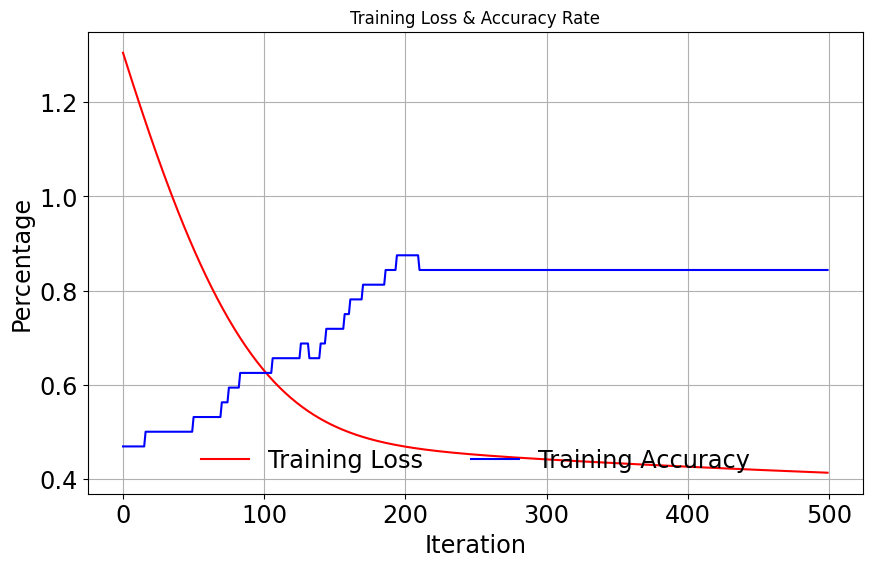 Training Loss & Accuracy Rate
1.2
1.0
0.8
0.6
0.4
Percentage
Training Loss
Training Accuracy
0 100 200 300 400 500
Iteration